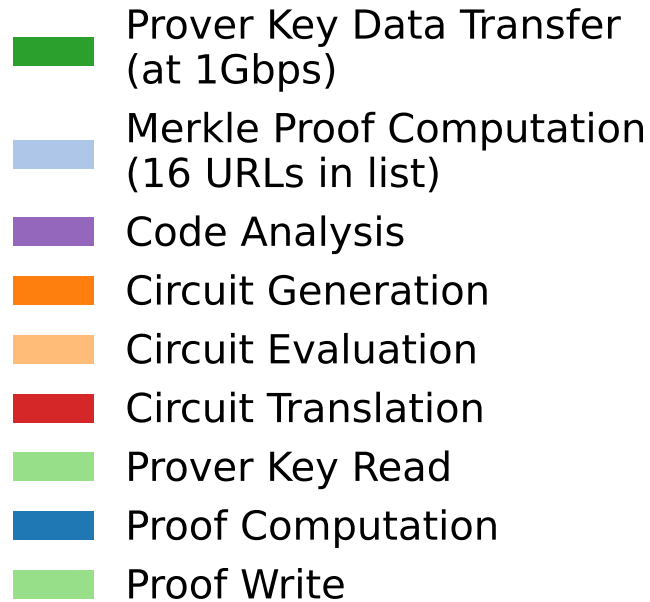 Prover Key Data Transfer
(at 1Gbps)
Merkle Proof Computation
(16 URLs in list)
Code Analysis
Circuit Generation
Circuit Evaluation
Circuit Translation
Prover Key Read
Proof Computation
Proof Write